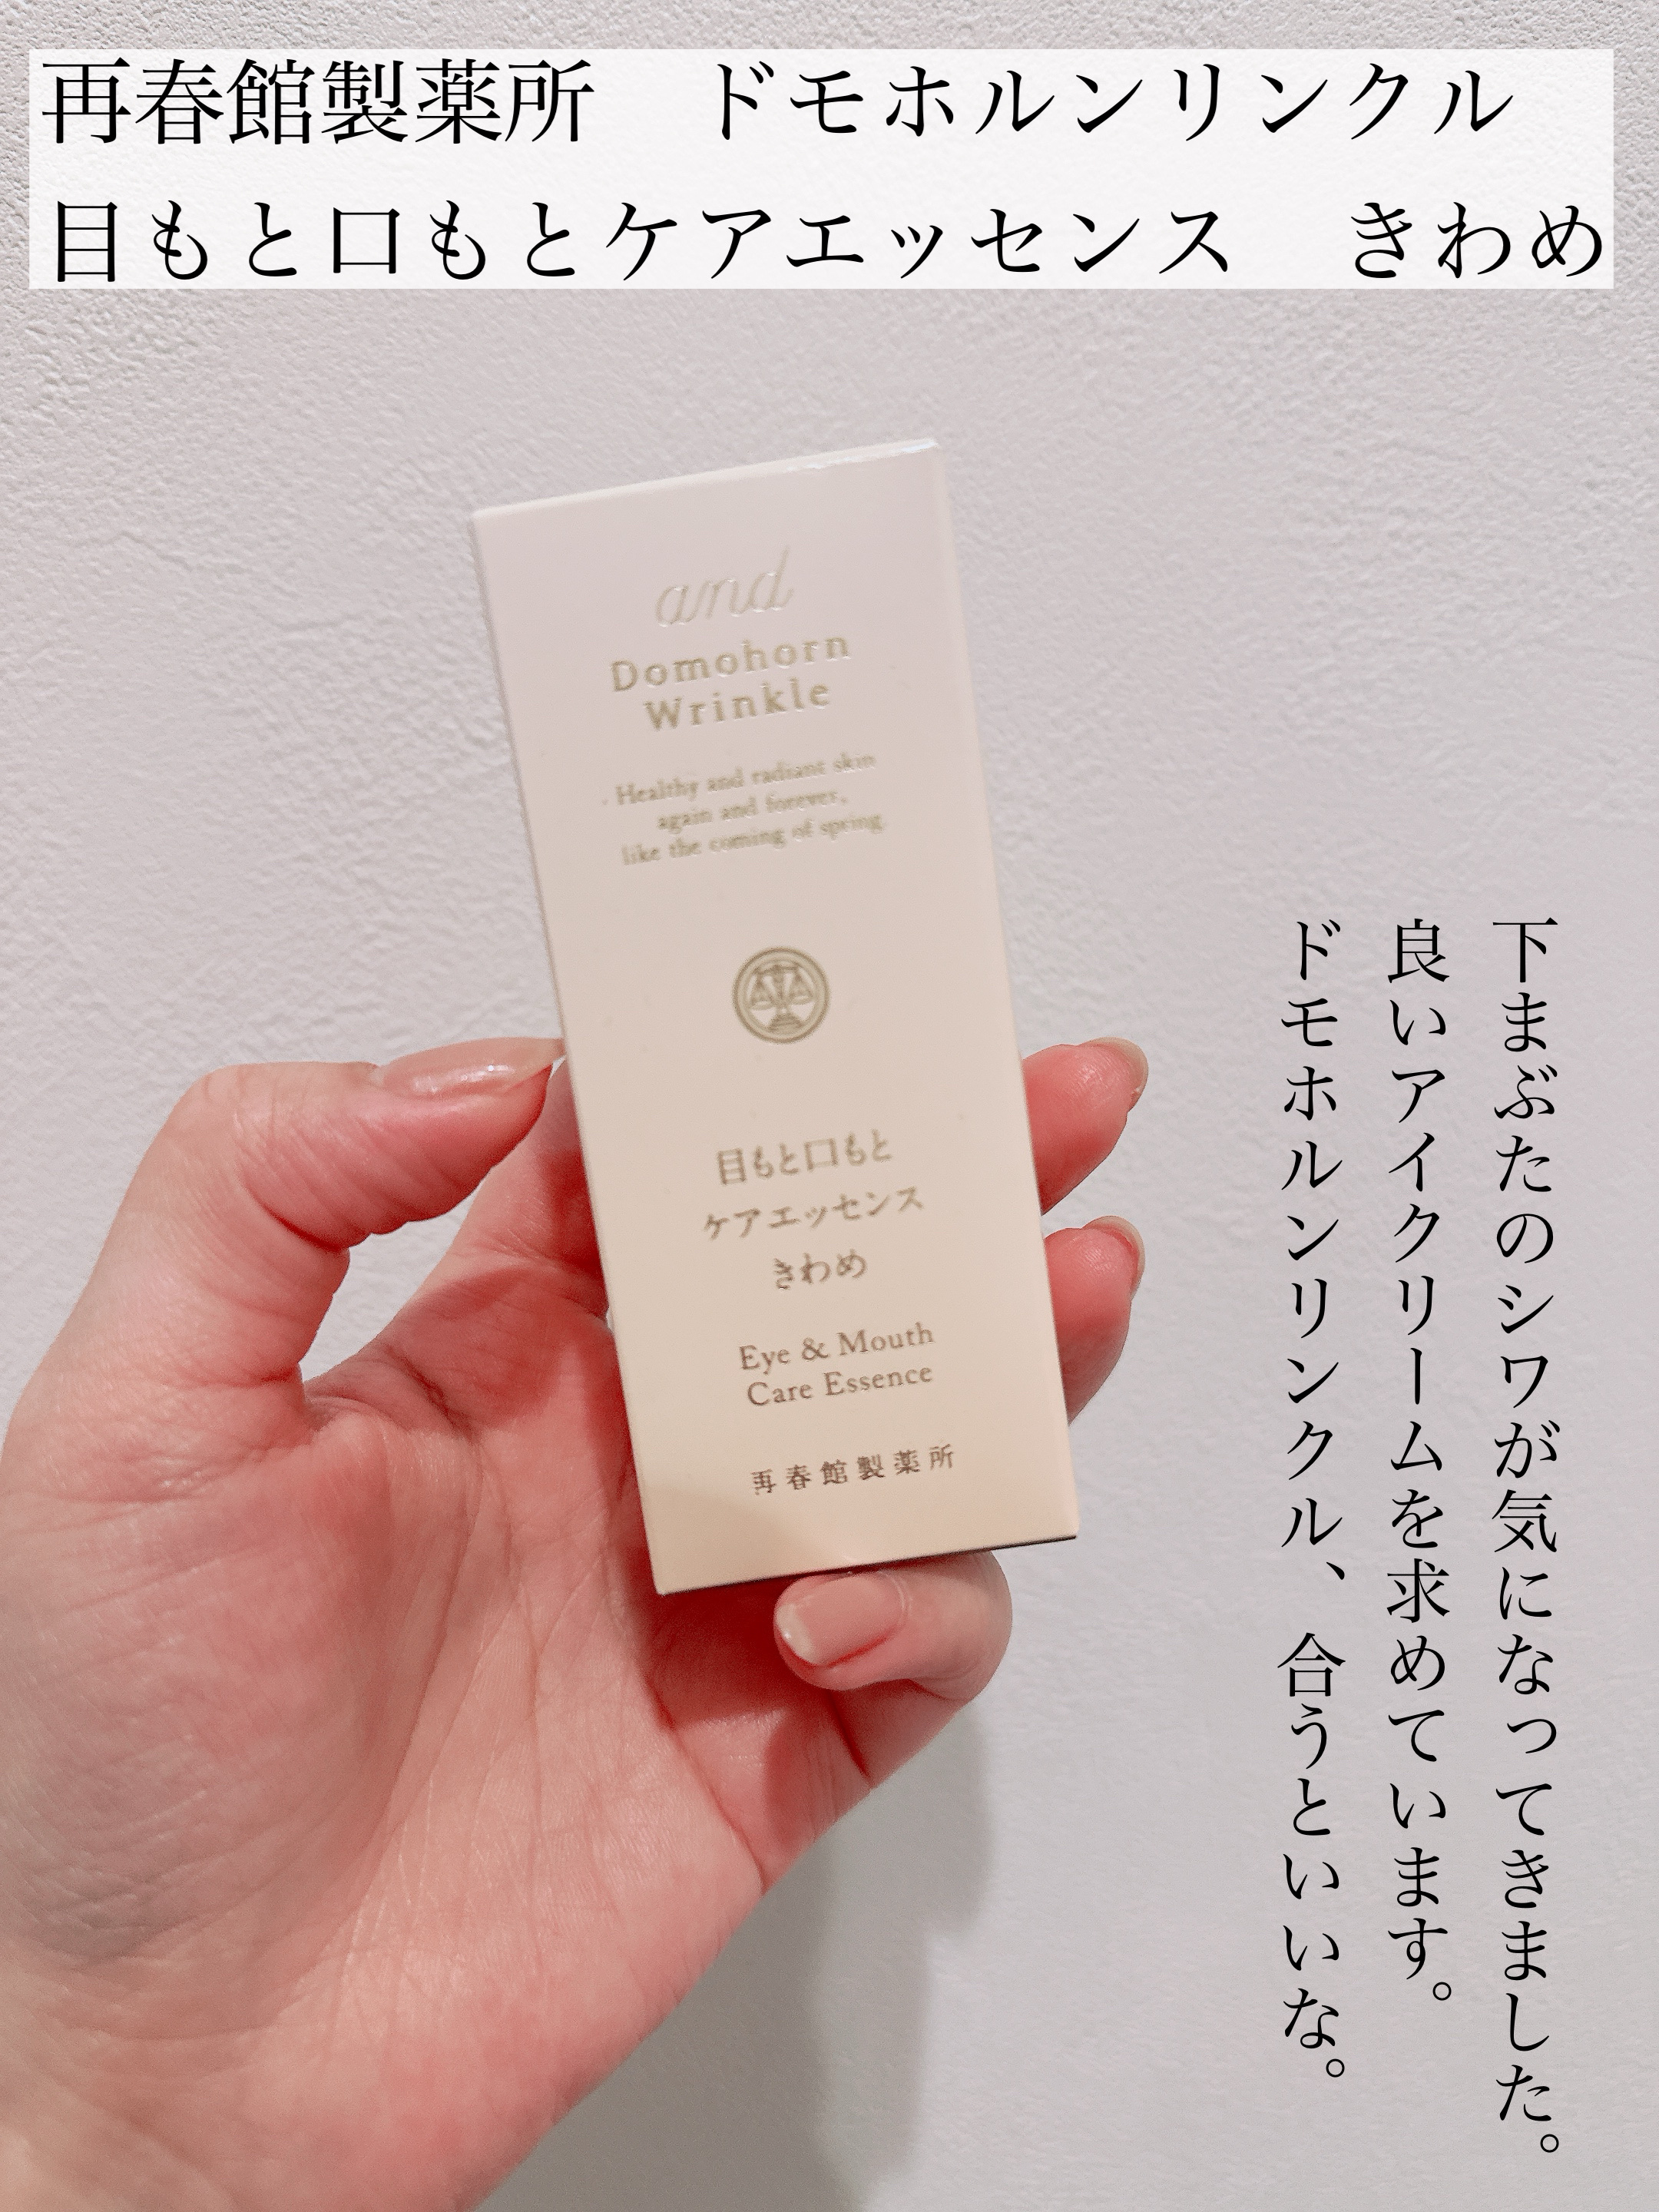 再春館製薬所　ドモホルンリンクル
目もと口もとケアエッセンス　きわめ
and
Domohorn
Wrinkle
Healthy and radiant skin
again and forever,
like the coming of spring.
目もと口もと
ケアエッセンス
きわめ
Eye & Mouth
Care Essence
再春館製薬所
下まぶたのシワが気になってきました。
良いアイクリームを求めています。
ドモホルンリンクル、合うといいな。